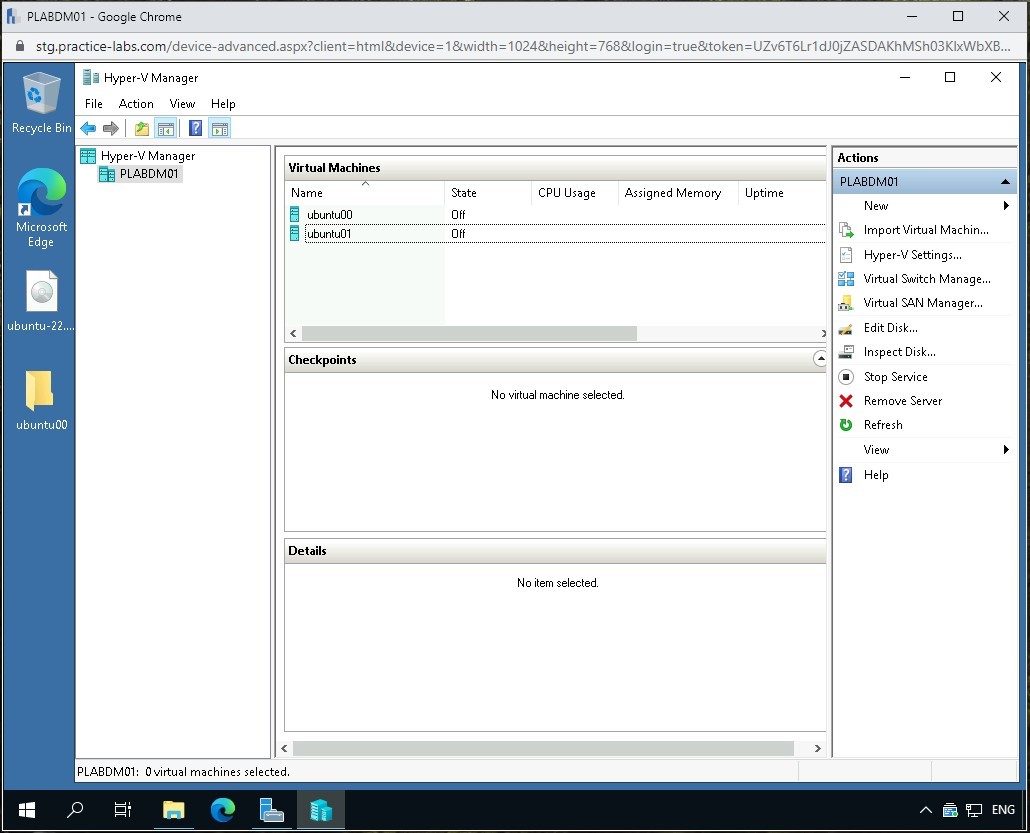 PLABDM01 - Google Chrome
stg.practice-labs.com/device-advanced.aspx?client=html&device=1&width=1024&height=768&login=true&token=UZv6T6Lr1dJ0jZASDAKhMSh03KlxWbXB...
Recycle Bin
Microsoft
Edge
ubuntu-22....
ubuntu00
Hyper-V Manager
File Action View Help
Hyper-V Manager
PLABDM01
Virtual Machines
Name State CPU Usage Assigned Memory Uptime
ubuntu00 Off
ubuntu01 Off
Checkpoints
No virtual machine selected.
Details
No item selected.
Actions
PLABDM01
New
Import Virtual Machin...
Hyper-V Settings...
Virtual Switch Manage...
Virtual SAN Manager...
Edit Disk...
Inspect Disk...
Stop Service
Remove Server
Refresh
View
Help
PLABDM01: 0 virtual machines selected.
ENG